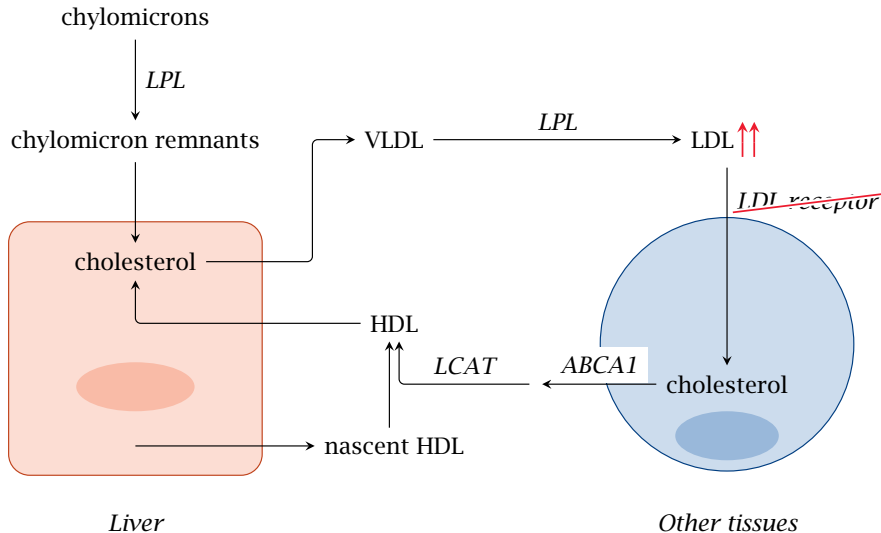 chylomicrons
LPL
chylomicron remnants
VLDL
LPL
LDL
LDL receptor
cholesterol
HDL
LCAT
ABCA1
cholesterol
nascent HDL
Liver
Other tissues